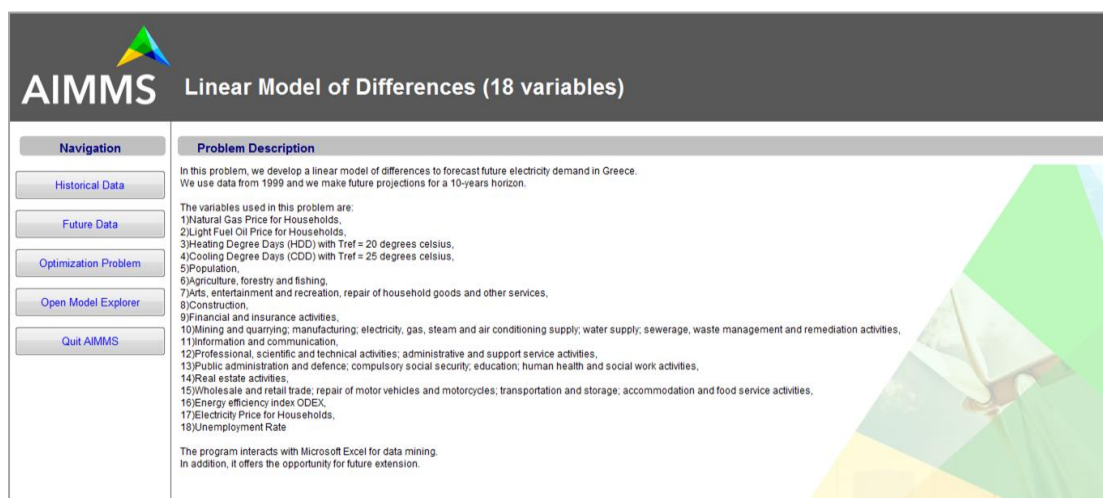 AIMMS
Linear Model of Differences (18 variables)
Navigation
Historical Data
Future Data
Optimization Problem
Open Model Explorer
Quit AIMMS
Problem Description
In this problem, we develop a linear model of differences to forecast future electricity demand in Greece.
We use data from 1999 and we make future projections for a 10-years horizon.
The variables used in this problem are:
1)Natural Gas Price for Households,
2)Light Fuel Oil Price for Households,
3)Heating Degree Days (HDD) with Tref = 20 degrees celsius,
4)Cooling Degree Days (CDD) with Tref = 25 degrees celsius,
5)Population,
6)Agriculture, forestry and fishing,
7)Arts, entertainment and recreation, repair of household goods and other services,
8)Construction,
9)Financial and insurance activities,
10)Mining and quarrying; manufacturing; electricity, gas, steam and air conditioning supply; water supply; sewerage, waste management and remediation activities,
11)Information and communication,
12)Professional, scientific and technical activities; administrative and support service activities,
13)Public administration and defence; compulsory social security; education; human health and social work activities,
14)Real estate activities,
15)Wholesale and retail trade; repair of motor vehicles and motorcycles; transportation and storage; accommodation and food service activities,
16)Energy efficiency index ODEX,
17)Electricity Price for Households,
18)Unemployment Rate
The program interacts with Microsoft Excel for data mining.
In addition, it offers the opportunity for future extension.